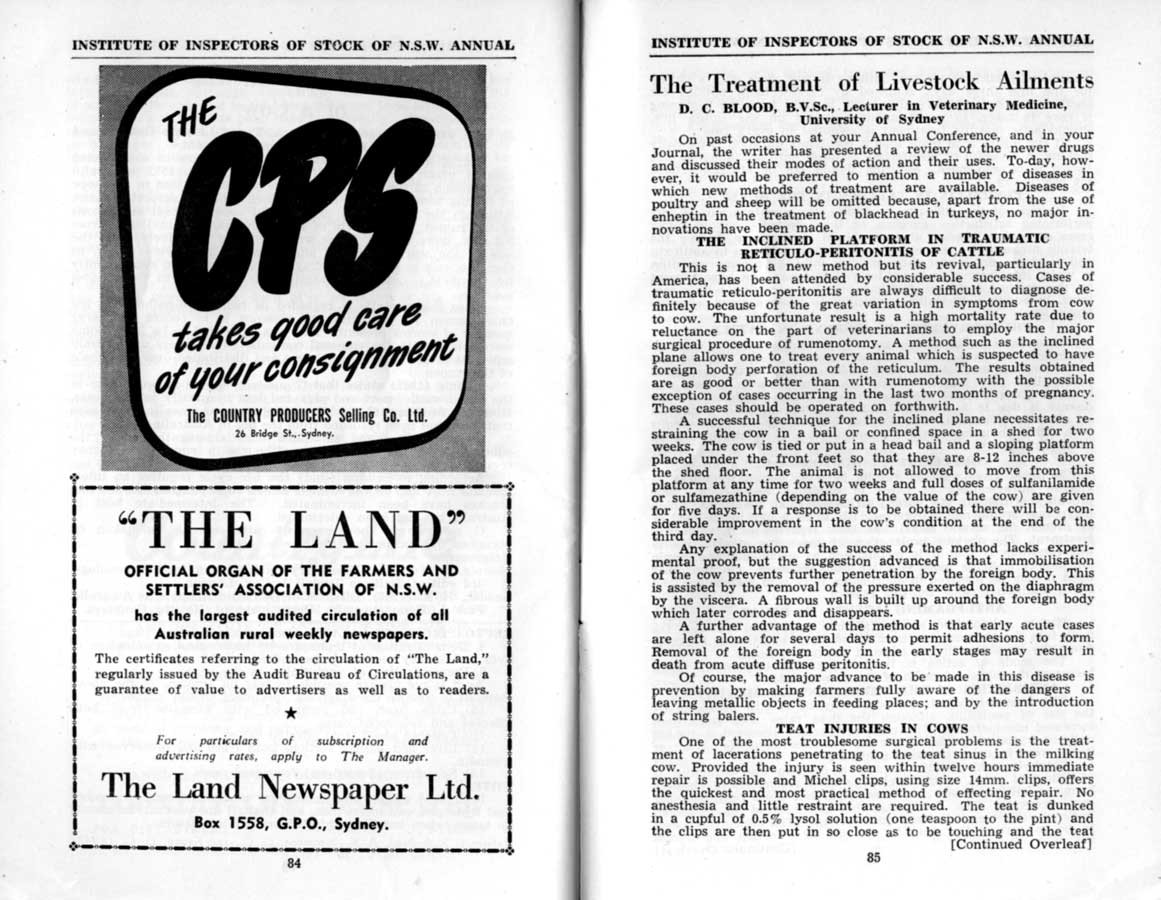 INSTITUTE OF INSPECTORS OF STOCK OF N.S.W. ANNUAL
THE
CPS
takes good care
of your consignment
The COUNTRY PRODUCERS Selling Co. Ltd.
26 Bridge St., Sydney.
"THE LAND"
OFFICIAL ORGAN OF THE FARMERS AND
SETTLERS' ASSOCIATION OF N.S.W.
has the largest audited circulation of all
Australian rural weekly newspapers.
The certificates referring to the circulation of "The Land,"
regularly issued by the Audit Bureau of Circulations, are a
guarantee of value to advertisers as well as to readers.
★
For particulars of subscription and
advertising rates, apply to The Manager.
The Land Newspaper Ltd.
Box 1558, G.P.O., Sydney.
84
INSTITUTE OF INSPECTORS OF STOCK OF N.S.W. ANNUAL
The Treatment of Livestock Ailments
D. C. BLOOD, B.V.Sc., Lecturer in Veterinary Medicine,
University of Sydney
On past occasions at your Annual Conference, and in your
Journal, the writer has presented a review of the newer drugs
and discussed their modes of action and their uses. To-day, how-
ever, it would be preferred to mention a number of diseases in
which new methods of treatment are available. Diseases of
poultry and sheep will be omitted because, apart from the use of
enheptin in the treatment of blackhead in turkeys, no major in-
novations have been made.
THE INCLINED PLATFORM IN TRAUMATIC
RETICULO-PERITONITIS OF CATTLE
This is not a new method but its revival, particularly in
America, has been attended by considerable success. Cases of
traumatic reticulo-peritonitis are always difficult to diagnose de-
finitely because of the great variation in symptoms from cow
to cow. The unfortunate result is a high mortality rate due to
reluctance on the part of veterinarians to employ the major
surgical procedure of rumenotomy. A method such as the inclined
plane allows one to treat every animal which is suspected to have
foreign body perforation of the reticulum. The results obtained
are as good or better than with rumenotomy with the possible
exception of cases occurring in the last two months of pregnancy.
These cases should be operated on forthwith.
A successful technique for the inclined plane necessitates re-
straining the cow in a bail or confined space in a shed for two
weeks. The cow is tied or put in a head bail and a sloping platform
placed under the front feet so that they are 8-12 inches above
the shed floor. The animal is not allowed to move from this
platform at any time for two weeks and full doses of sulfanilamide
or sulfamezathine (depending on the value of the cow) are given
for five days. If a response is to be obtained there will be con-
siderable improvement in the cow's condition at the end of the
third day.
Any explanation of the success of the method lacks experi-
mental proof, but the suggestion advanced is that immobilisation
of the cow prevents further penetration by the foreign body. This
is assisted by the removal of the pressure exerted on the diaphragm
by the viscera. A fibrous wall is built up around the foreign body
which later corrodes and disappears.
A further advantage of the method is that early acute cases
are left alone for several days to permit adhesions to form.
Removal of the foreign body in the early stages may result in
death from acute diffuse peritonitis.
Of course, the major advance to be made in this disease is
prevention by making farmers fully aware of the dangers of
leaving metallic objects in feeding places; and by the introduction
of string balers.
TEAT INJURIES IN COWS
One of the most troublesome surgical problems is the treat-
ment of lacerations penetrating to the teat sinus in the milking
cow. Provided the injury is seen within twelve hours immediate
repair is possible and Michel clips, using size 14mm. clips, offers
the quickest and most practical method of effecting repair. No
anesthesia and little restraint are required. The teat is dunked
in a cupful of 0.5% lysol solution (one teaspoon to the pint) and
the clips are then put in so close as to be touching and the teat
[Continued Overleaf]
85